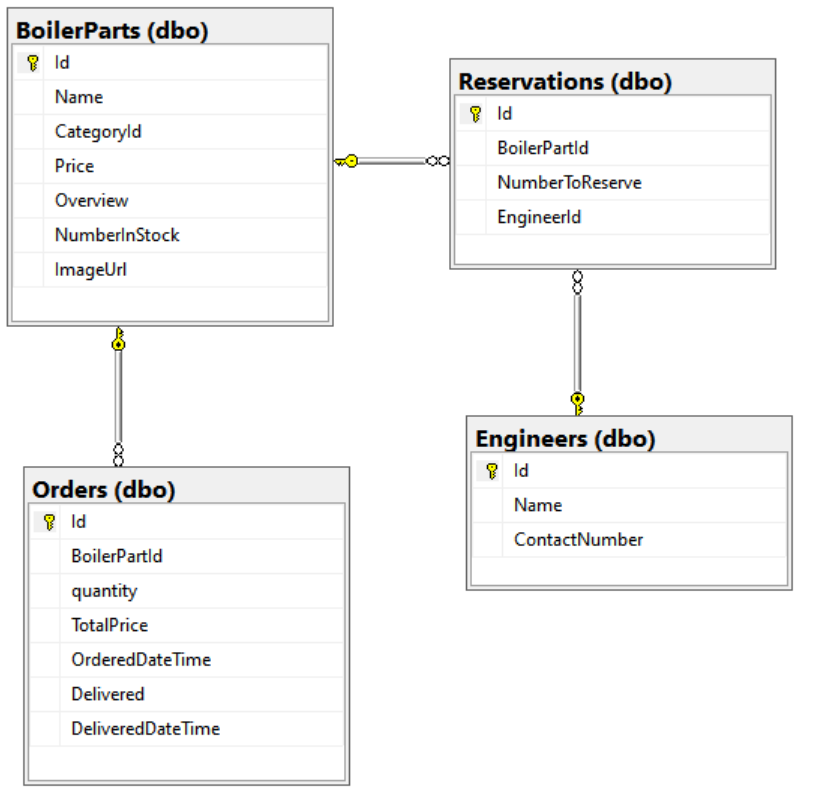 BoilerParts (dbo)
Id
Name
CategoryId
Price
Overview
NumberInStock
ImageUrl
Reservations (dbo)
Id
BoilerPartId
NumberToReserve
EngineerId
Orders (dbo)
Id
BoilerPartId
quantity
TotalPrice
OrderedDateTime
Delivered
DeliveredDateTime
Engineers (dbo)
Id
Name
ContactNumber